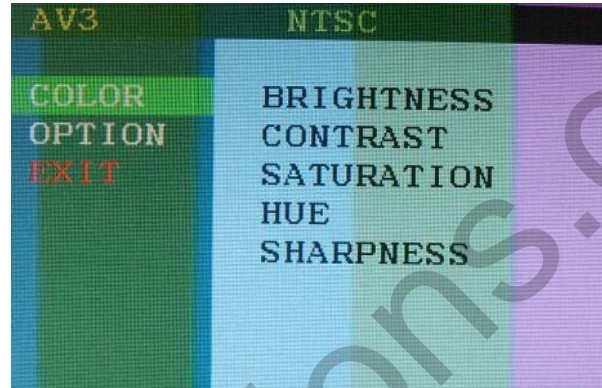 AV3 NTSC
COLOR BRIGHTNESS
OPTION CONTRAST
EXIT SATURATION
HUE
SHARPNESS